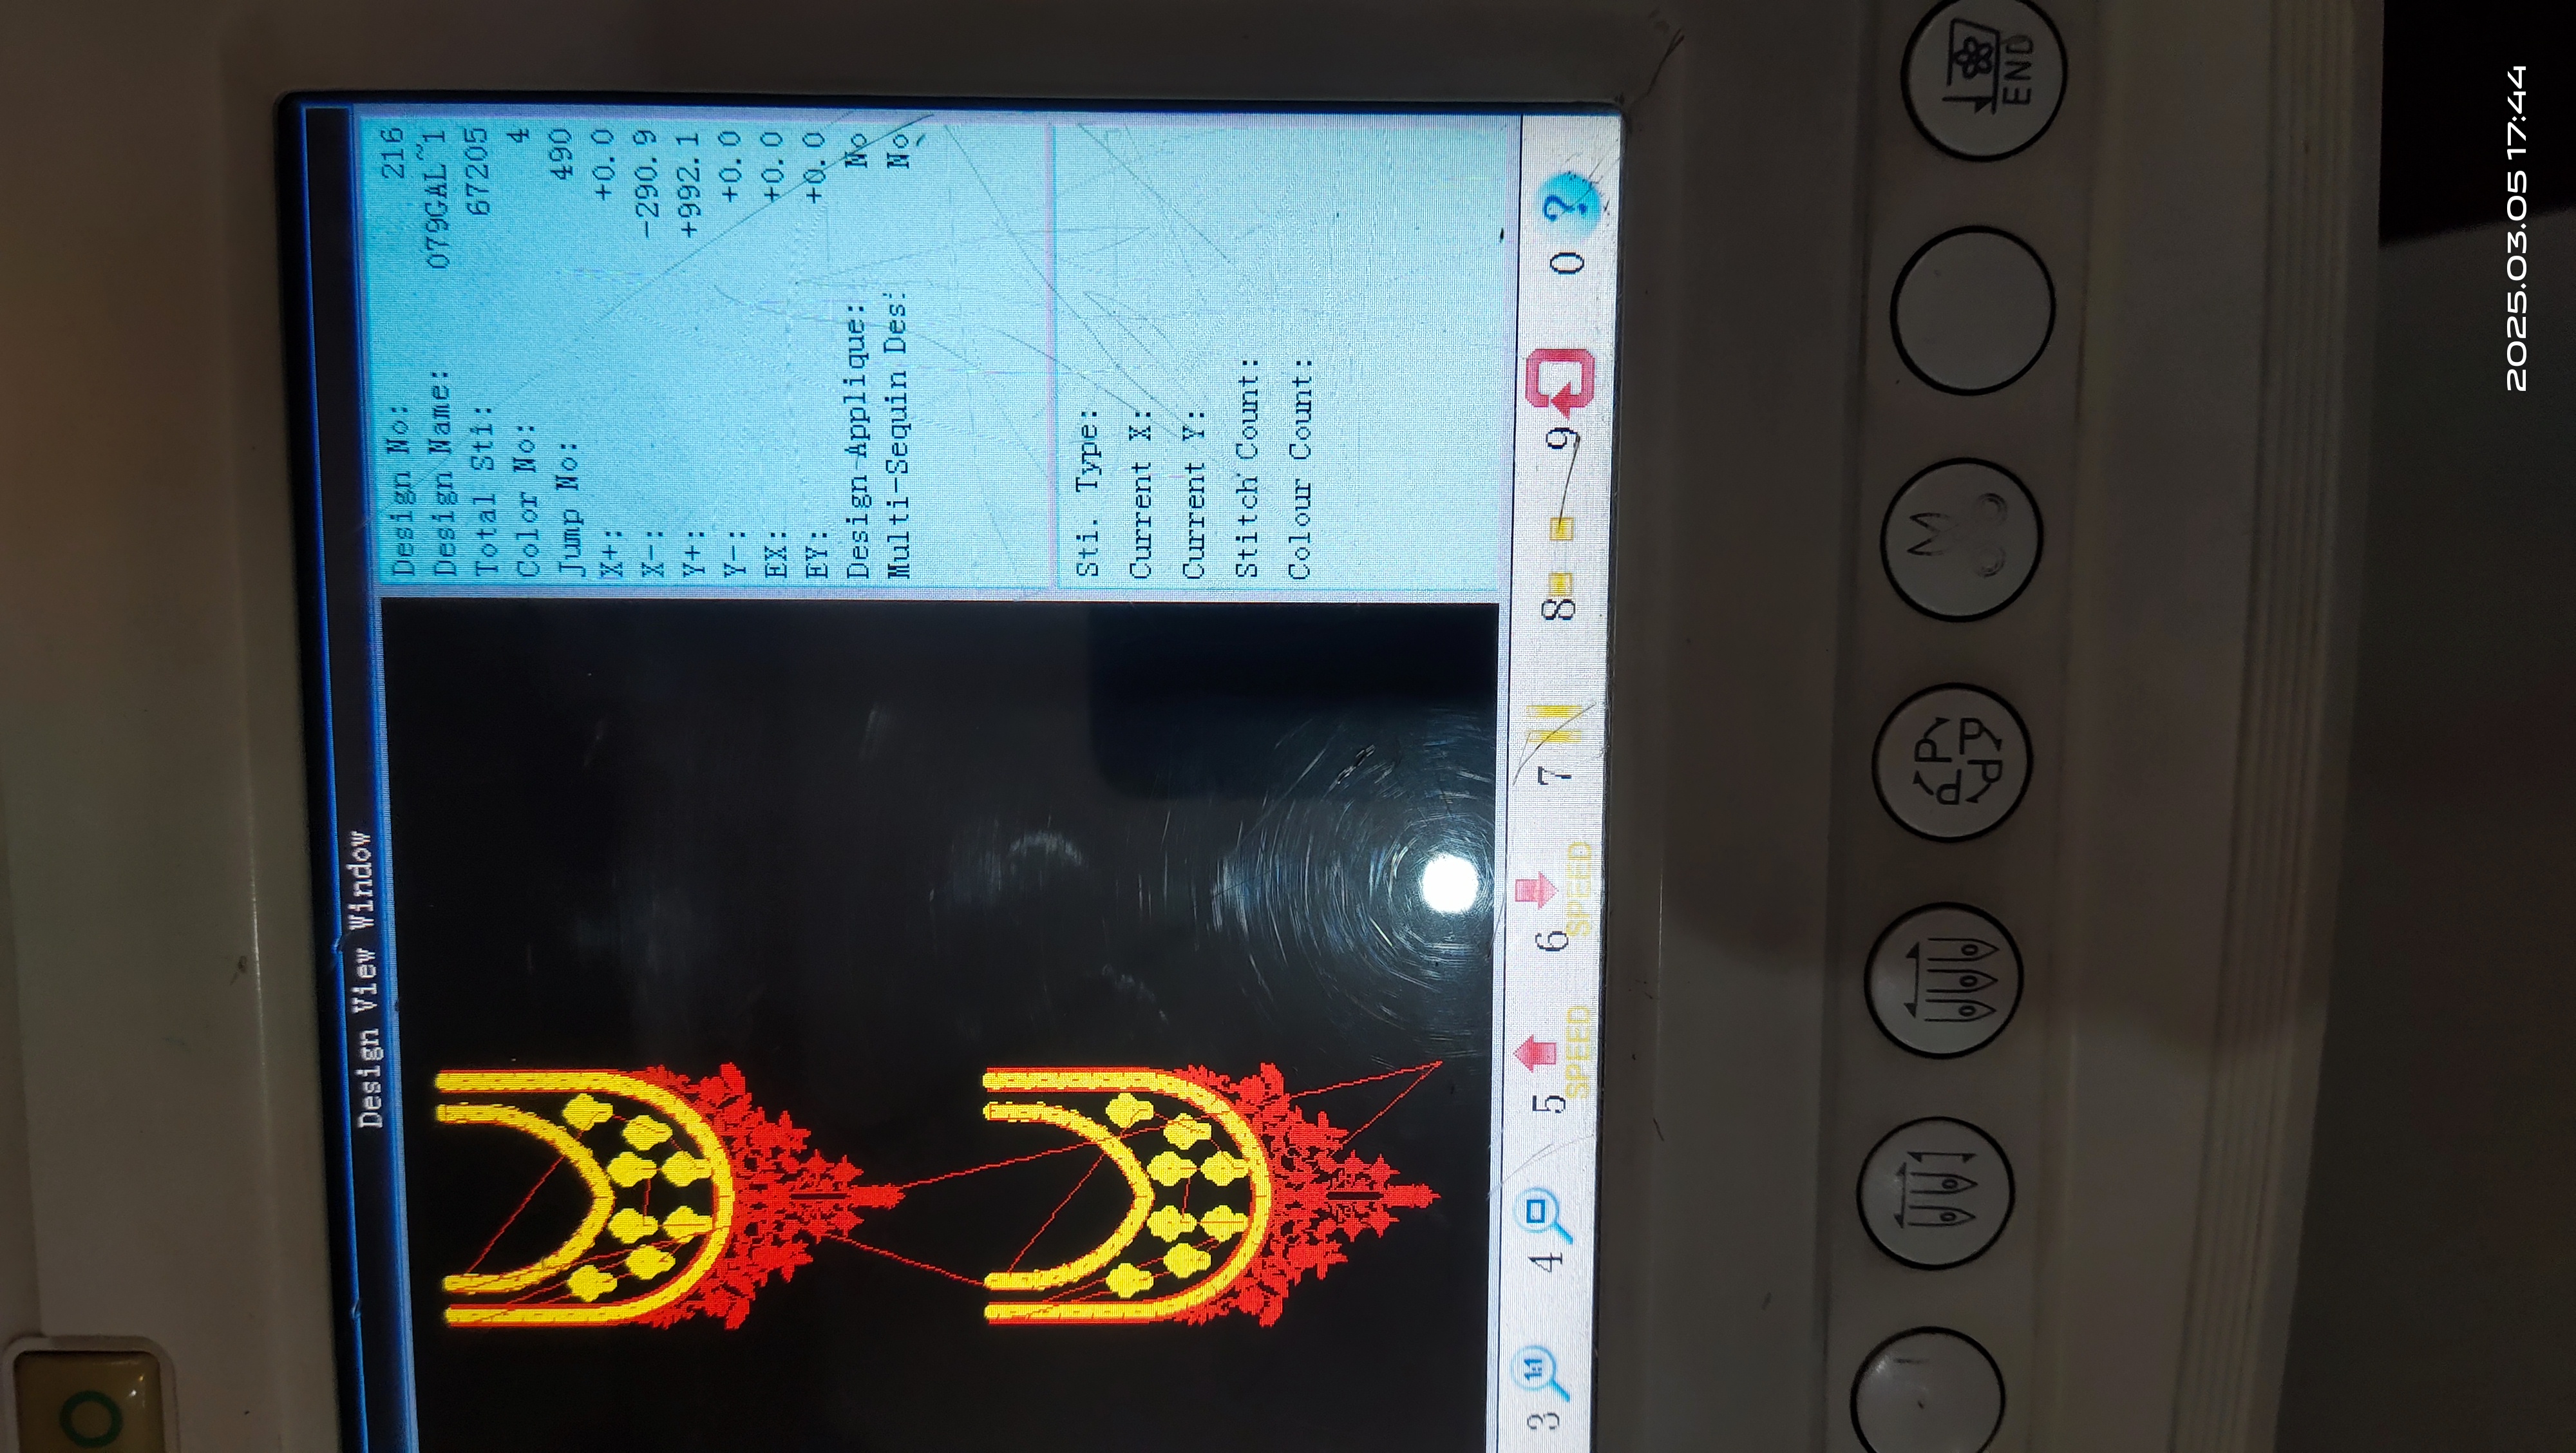 Design View Window
Design No: 216
Design Name: 079GAL~1
Total Sti: 67205
Color No: 4
Jump No: 490
X+: +0.0
X-: -290.9
Y+: +992.1
Y-: +0.0
EX: +0.0
EY: +0.0
Design-Applique: No
Multi-Sequin Des: No
Sti. Type:
Current X:
Current Y:
Stitch Count:
Colour Count:
3 1:1 4 5 SPEED 6 SPEED 7 8 9 0 ?
P P P P
END
2025.03.05 17:44